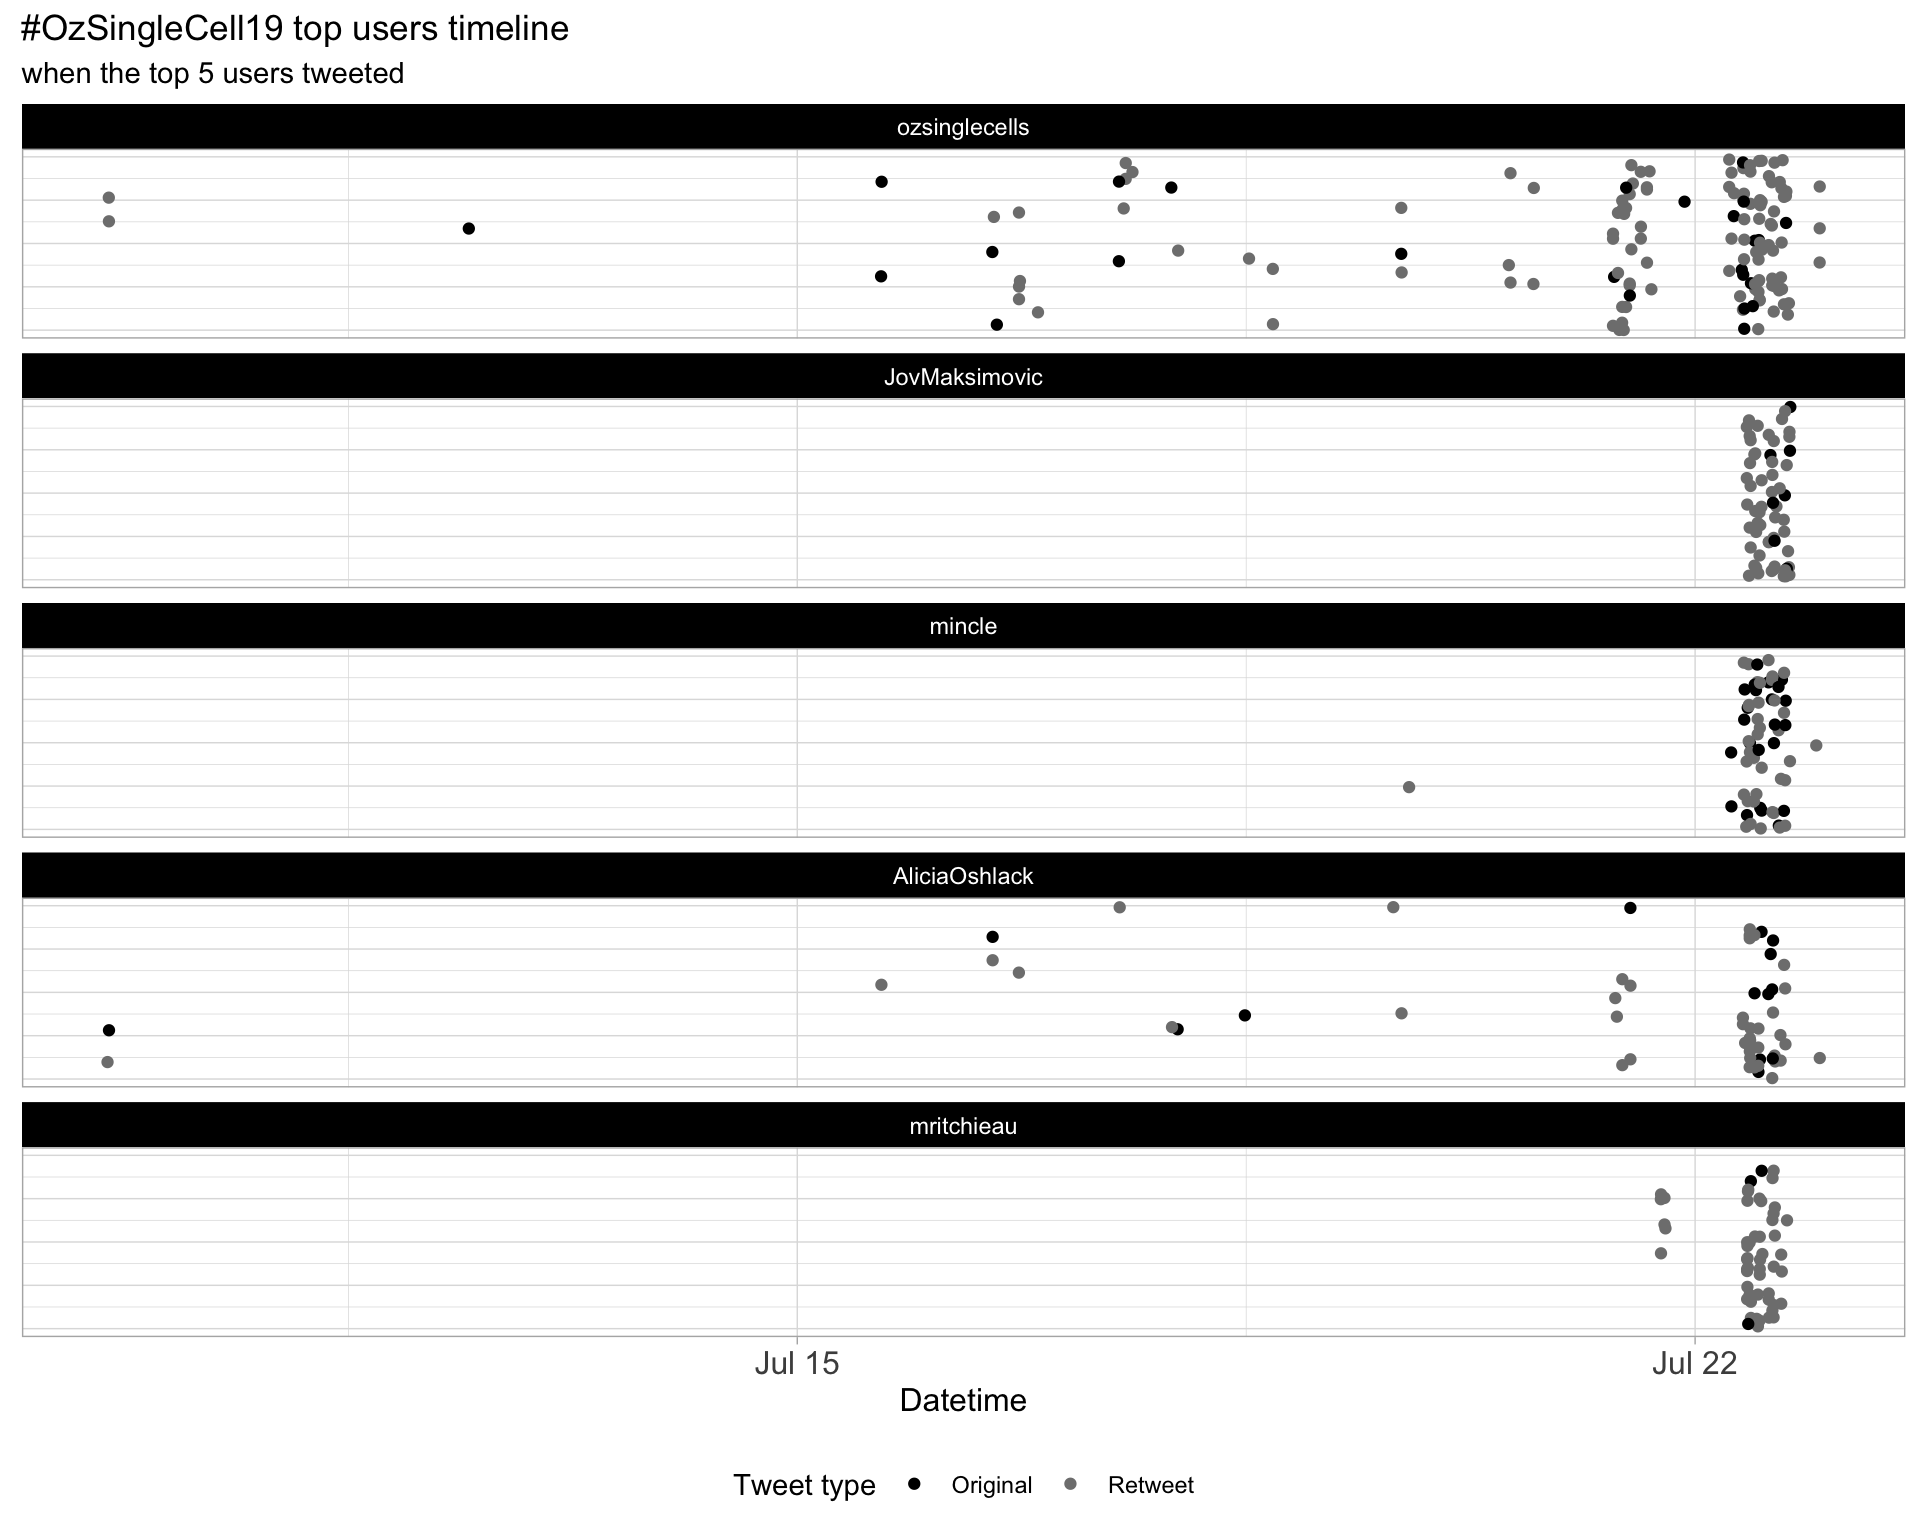 #OzSingleCell19 top users timeline
when the top 5 users tweeted
ozsinglecells
JovMaksimovic
mincle
AliciaOshlack
mritchieau
Jul 15 Jul 22
Datetime
Tweet type Original Retweet